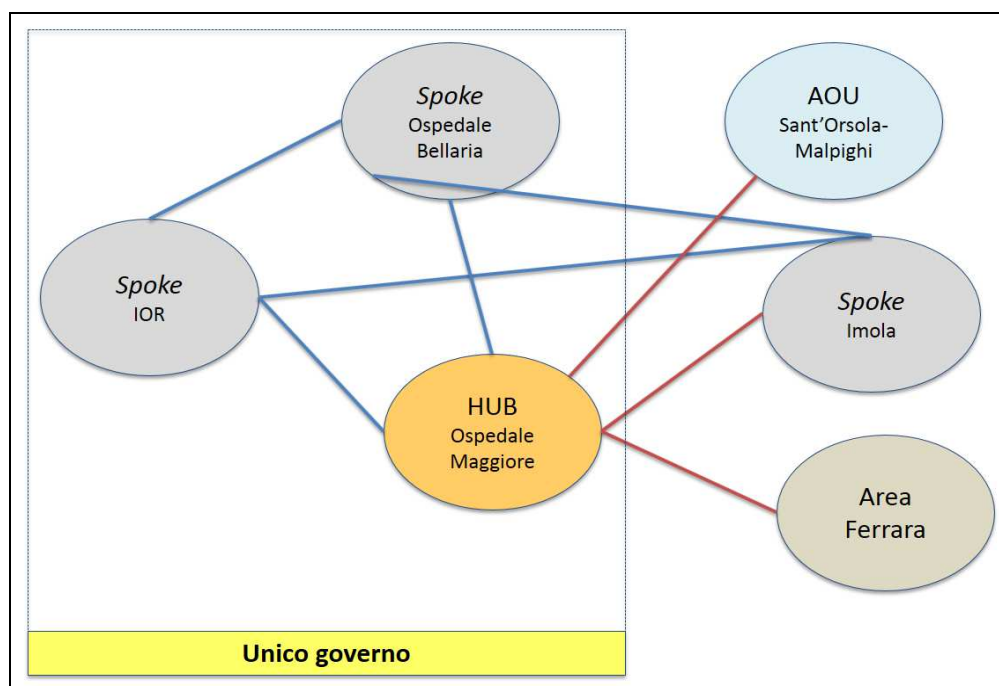 Spoke
Ospedale
Bellaria
AOU
Sant'Orsola-
Malpighi
Spoke
IOR
Spoke
Imola
HUB
Ospedale
Maggiore
Area
Ferrara
Unico governo